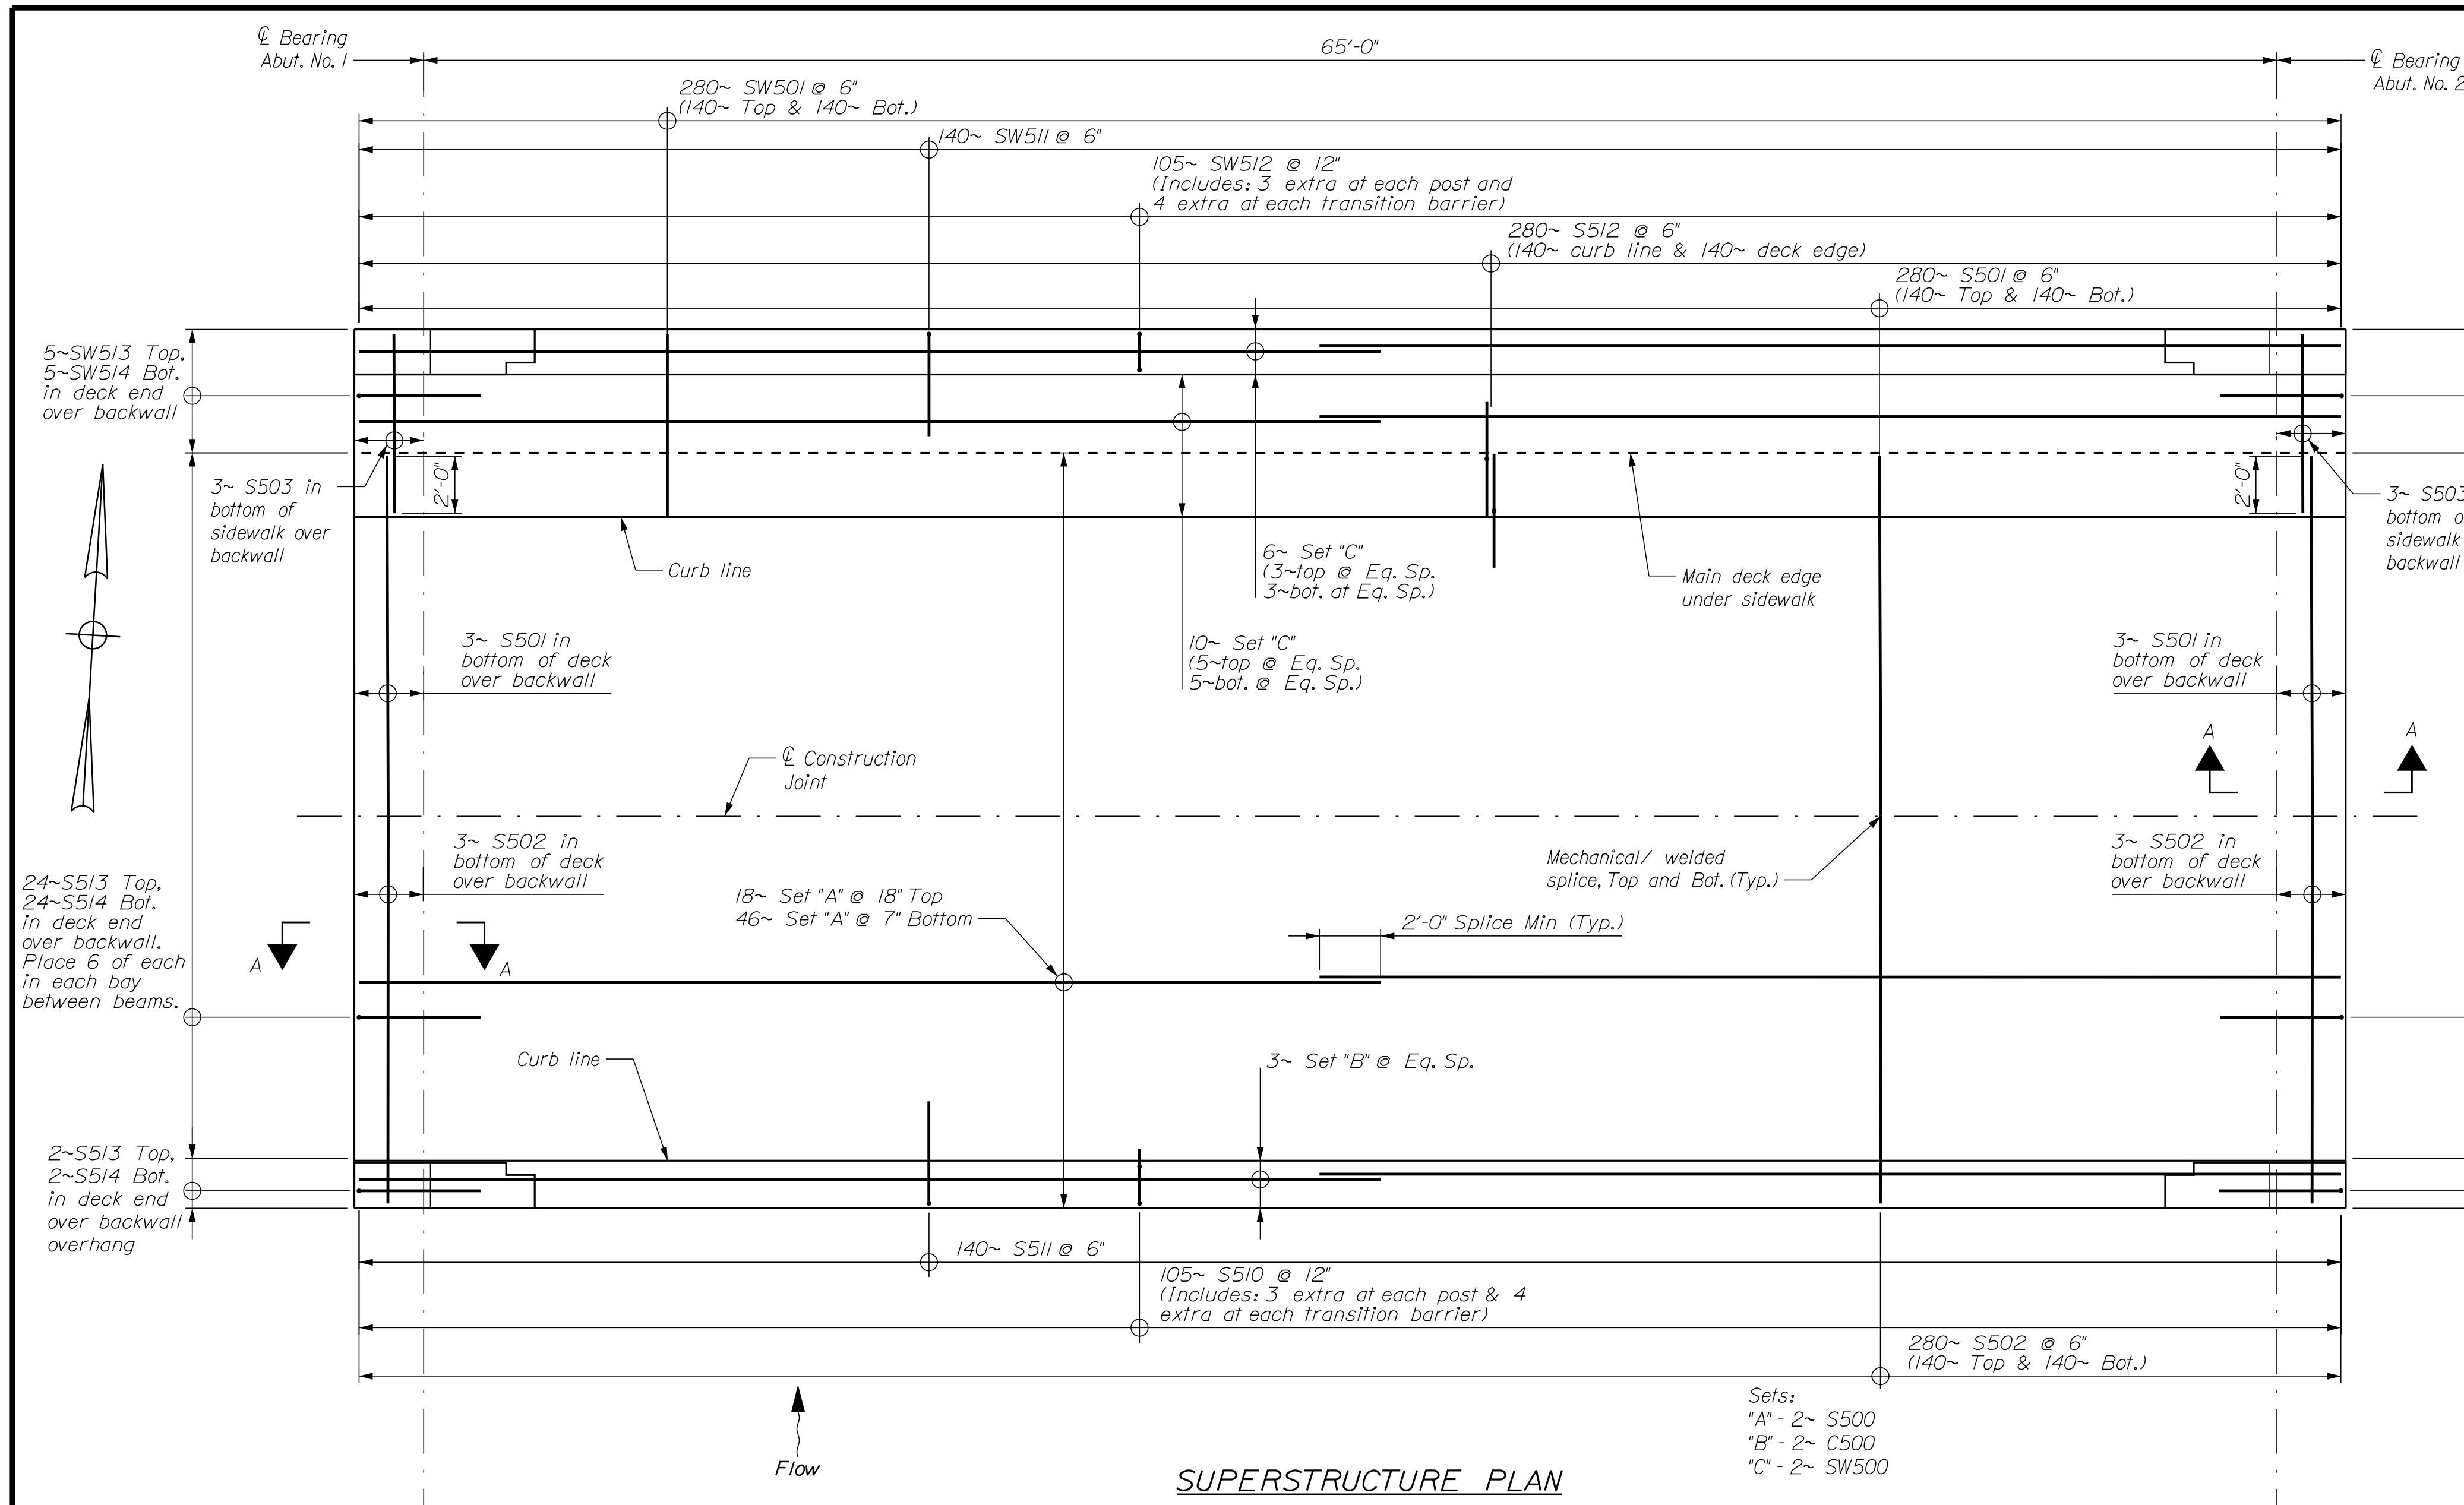 ℄ Bearing
Abut. No. 1
65'-0"
℄ Bearing
Abut. No. 2
280~ SW501 @ 6"
(140~ Top & 140~ Bot.)
140~ SW511 @ 6"
105~ SW512 @ 12"
(Includes: 3 extra at each post and
4 extra at each transition barrier)
280~ S512 @ 6"
(140~ curb line & 140~ deck edge)
280~ S501 @ 6"
(140~ Top & 140~ Bot.)
5~SW513 Top,
5~SW514 Bot.
in deck end
over backwall
3~ S503 in
bottom of
sidewalk over
backwall
2'-0"
Curb line
6~ Set "C"
(3~top @ Eq. Sp.
3~bot. at Eq. Sp.)
10~ Set "C"
(5~top @ Eq. Sp.
5~bot. @ Eq. Sp.)
Main deck edge
under sidewalk
2'-0"
3~ S503
bottom o
sidewalk
backwall
3~ S501 in
bottom of deck
over backwall
3~ S501 in
bottom of deck
over backwall
A
A
℄ Construction
Joint
3~ S502 in
bottom of deck
over backwall
Mechanical/ welded
splice, Top and Bot. (Typ.)
3~ S502 in
bottom of deck
over backwall
24~S513 Top,
24~S514 Bot.
in deck end
over backwall.
Place 6 of each
in each bay
between beams.
A
A
18~ Set "A" @ 18" Top
46~ Set "A" @ 7" Bottom
2'-0" Splice Min (Typ.)
Curb line
3~ Set "B" @ Eq. Sp.
2~S513 Top,
2~S514 Bot.
in deck end
over backwall
overhang
140~ S511 @ 6"
105~ S510 @ 12"
(Includes: 3 extra at each post & 4
extra at each transition barrier)
280~ S502 @ 6"
(140~ Top & 140~ Bot.)
Flow
Sets:
"A" - 2~ S500
"B" - 2~ C500
"C" - 2~ SW500
SUPERSTRUCTURE PLAN